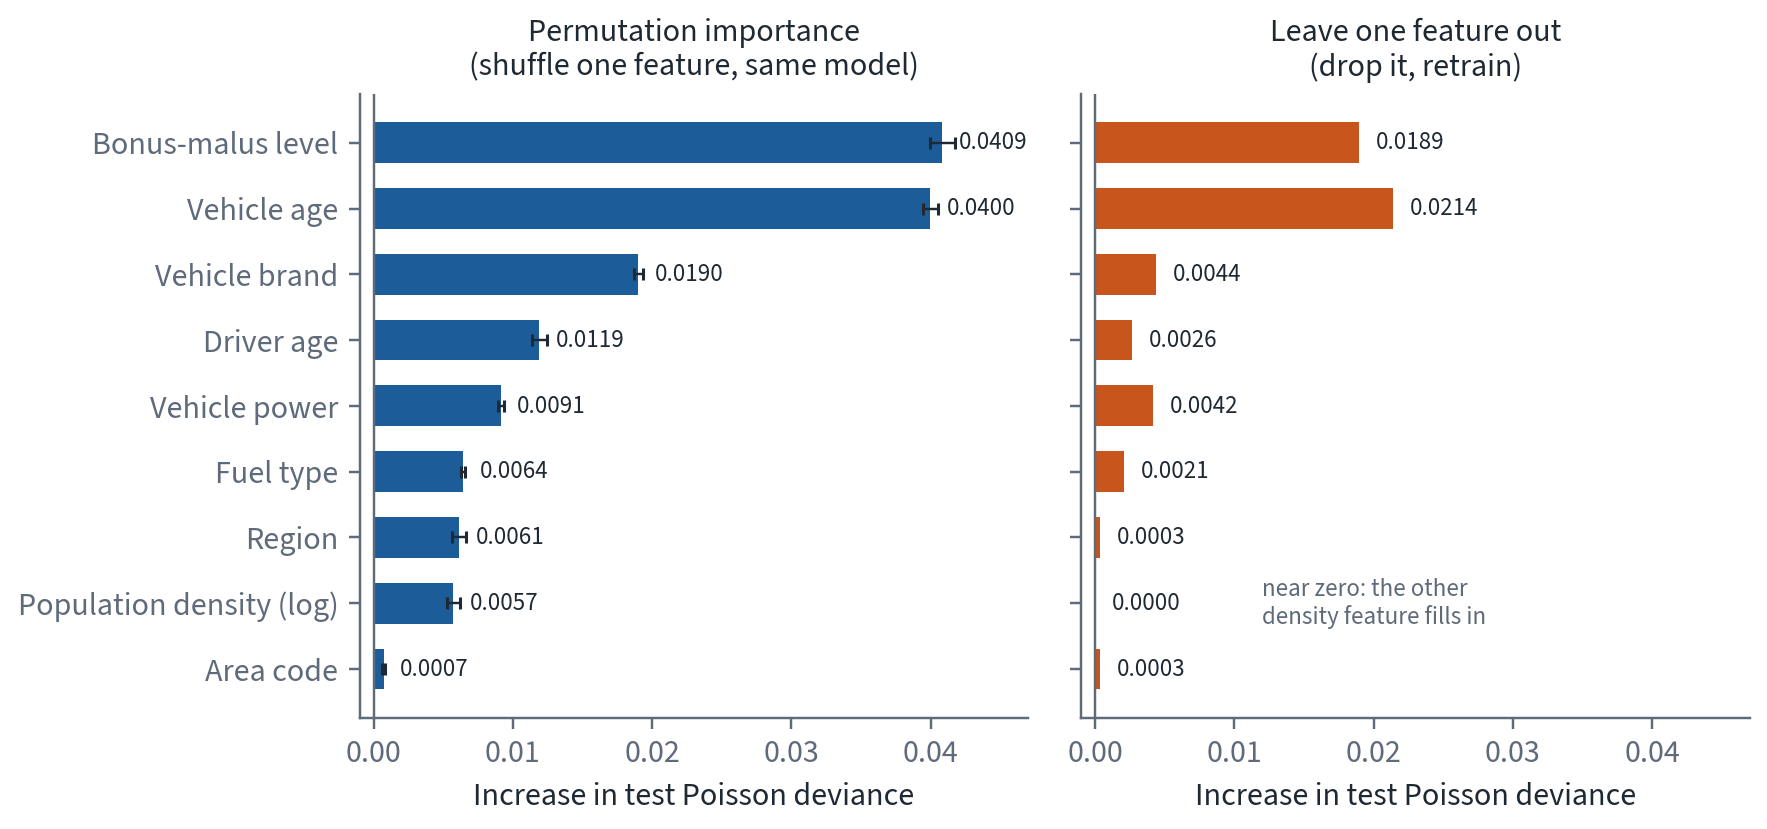 Permutation importance
(shuffle one feature, same model)
Bonus-malus level
0.0409
Vehicle age
0.0400
Vehicle brand
0.0190
Driver age
0.0119
Vehicle power
0.0091
Fuel type
0.0064
Region
0.0061
Population density (log)
0.0057
Area code
0.0007
0.00 0.01 0.02 0.03 0.04
Increase in test Poisson deviance
Leave one feature out
(drop it, retrain)
0.0189
0.0214
0.0044
0.0026
0.0042
0.0021
0.0003
0.0000
near zero: the other
density feature fills in
0.0003
0.00 0.01 0.02 0.03 0.04
Increase in test Poisson deviance